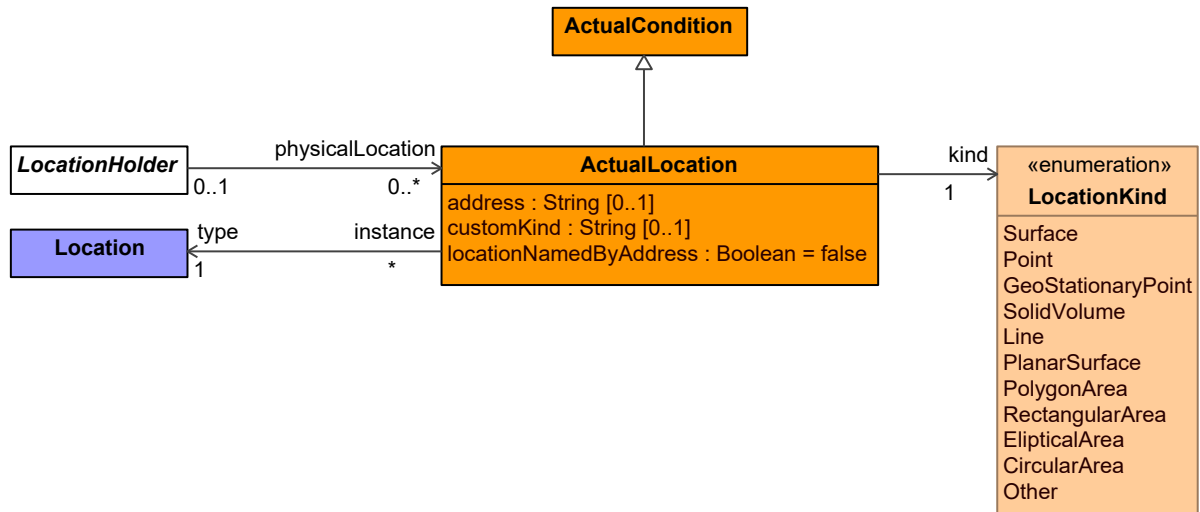 ActualCondition
LocationHolder
physicalLocation
0..1
0..*
ActualLocation
address : String [0..1]
customKind : String [0..1]
locationNamedByAddress : Boolean = false
Location
type
instance
1
*
kind
1
«enumeration»
LocationKind
Surface
Point
GeoStationaryPoint
SolidVolume
Line
PlanarSurface
PolygonArea
RectangularArea
ElipticalArea
CircularArea
Other